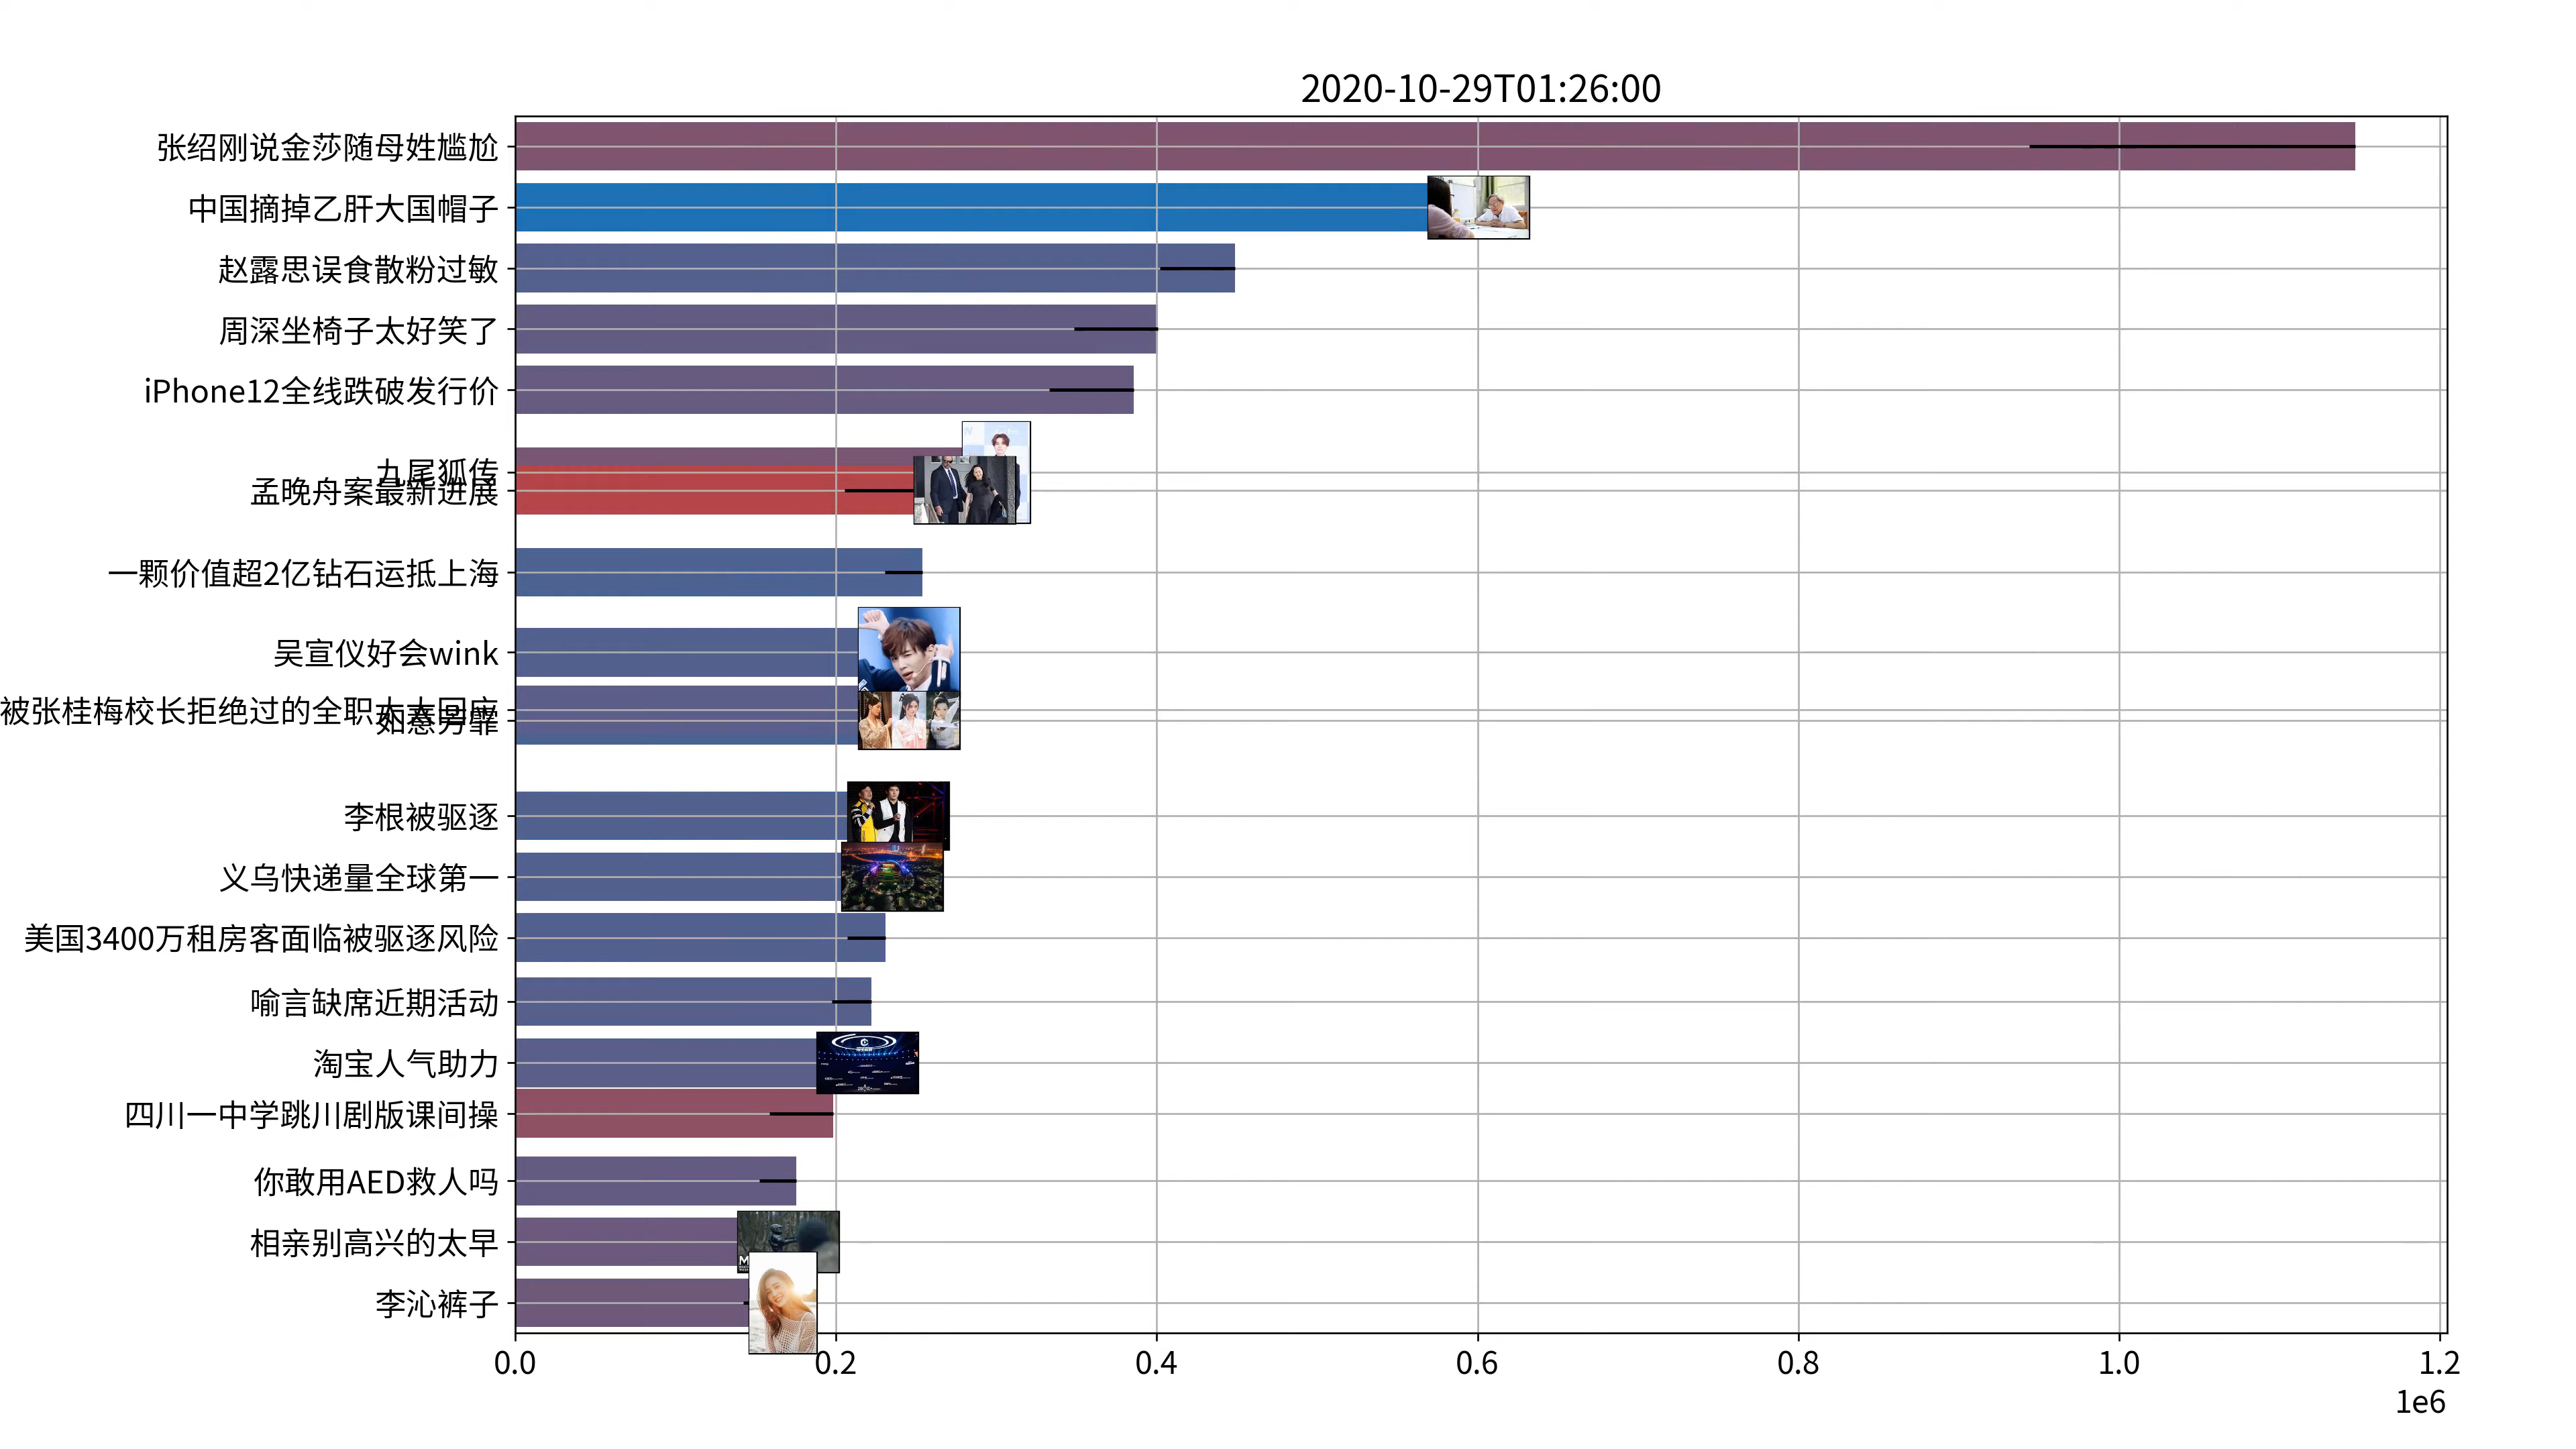 2020-10-29T01:26:00
张绍刚说金莎随母姓尴尬
中国摘掉乙肝大国帽子
赵露思误食散粉过敏
周深坐椅子太好笑了
iPhone12全线跌破发行价
九尾狐传
孟晚舟案最新进展
一颗价值超2亿钻石运抵上海
吴宣仪好会wink
被张桂梅校长拒绝过的全职太太回应
如意芳霏
李根被驱逐
义乌快递量全球第一
美国3400万租房客面临被驱逐风险
喻言缺席近期活动
淘宝人气助力
四川一中学跳川剧版课间操
你敢用AED救人吗
相亲别高兴的太早
李沁裤子
0.0 0.2 0.4 0.6 0.8 1.0 1.2
1e6